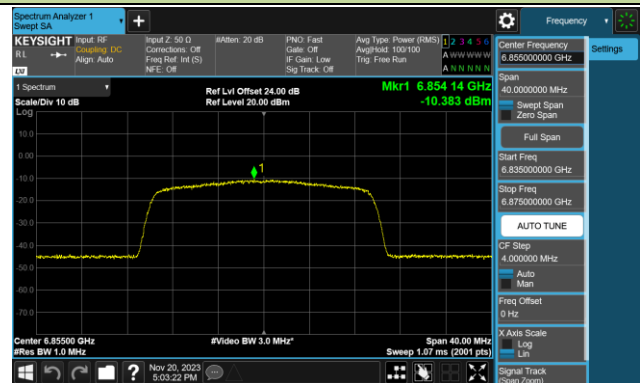 Spectrum Analyzer 1
Swept SA
Frequency
KEYSIGHT
RL
LXI
Input: RF
Coupling: DC
Align: Auto
Input Z: 50 Ω
Corrections: Off
Freq Ref: Int (S)
NFE: Off
#Atten: 20 dB
PNO: Fast
Gate: Off
IF Gain: Low
Sig Track: Off
Avg Type: Power (RMS)
Avg|Hold: 100/100
Trig: Free Run
1 2 3 4 5 6
A W W W W W
A N N N N N
Center Frequency
6.855000000 GHz
Settings
Span
40.0000000 MHz
Swept Span
Zero Span
Full Span
Start Freq
6.835000000 GHz
Stop Freq
6.875000000 GHz
AUTO TUNE
CF Step
4.000000 MHz
Auto
Man
Freq Offset
0 Hz
X Axis Scale
Log
Lin
Signal Track
(Span Zoom)
1 Spectrum
Scale/Div 10 dB
Log
Ref Lvl Offset 24.00 dB
Ref Level 20.00 dBm
Mkr1 6.854 14 GHz
-10.383 dBm
1
10.0
0.00
-10.0
-20.0
-30.0
-40.0
-50.0
-60.0
-70.0
Center 6.85500 GHz
#Res BW 1.0 MHz
#Video BW 3.0 MHz*
Span 40.00 MHz
Sweep 1.07 ms (2001 pts)
?
Nov 20, 2023
5:03:22 PM